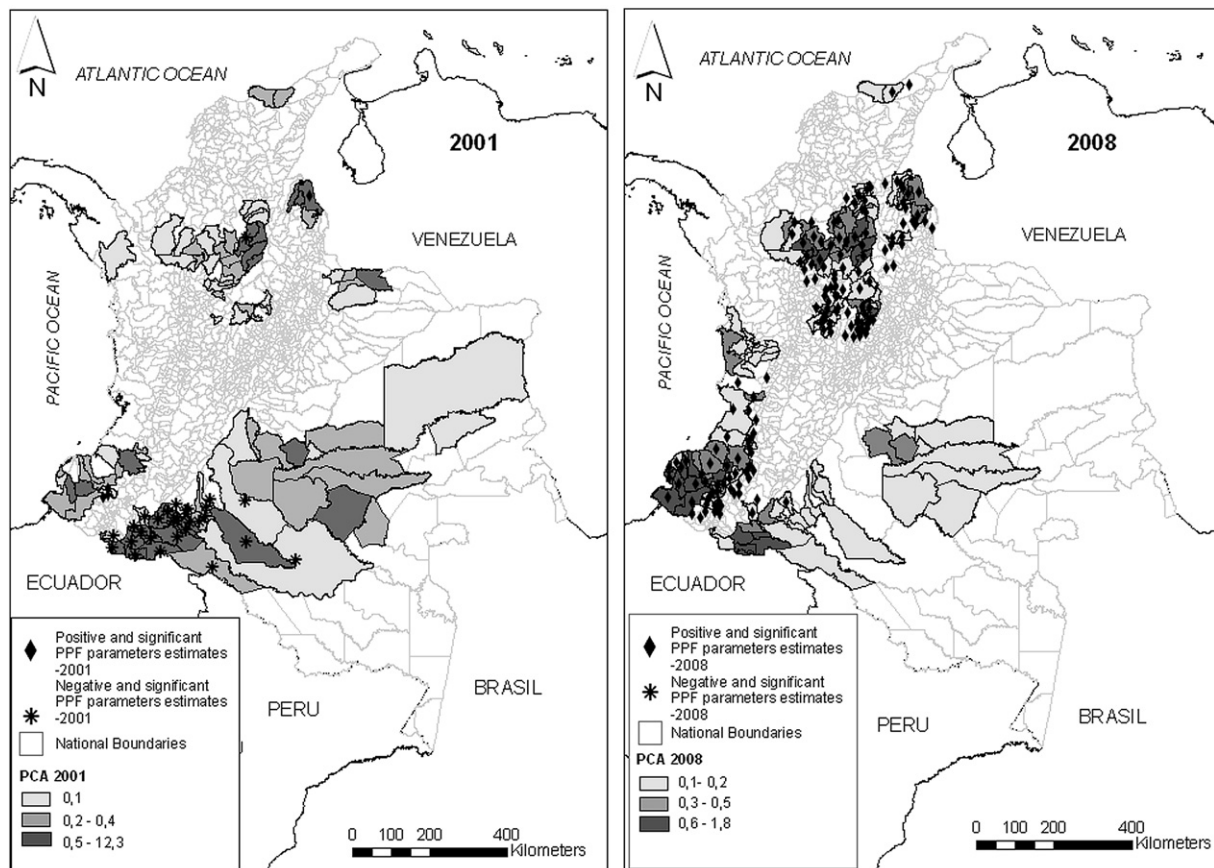 ATLANTIC OCEAN
N
2001
VENEZUELA
PACIFIC OCEAN
ECUADOR
PERU
BRASIL
Positive and significant
PPF parameters estimates
-2001
Negative and significant
PPF parameters estimates
-2001
National Boundaries
PCA 2001
0,1
0,2 - 0,4
0,5 - 12,3
0 100 200 400
Kilometers
ATLANTIC OCEAN
N
2008
VENEZUELA
PACIFIC OCEAN
ECUADOR
PERU
BRASIL
Positive and significant
PPF parameters estimates
-2008
Negative and significant
PPF parameters estimates
-2008
National Boundaries
PCA 2008
0,1- 0,2
0,3 - 0,5
0,6 - 1,8
0 100 200 400
Kilometers